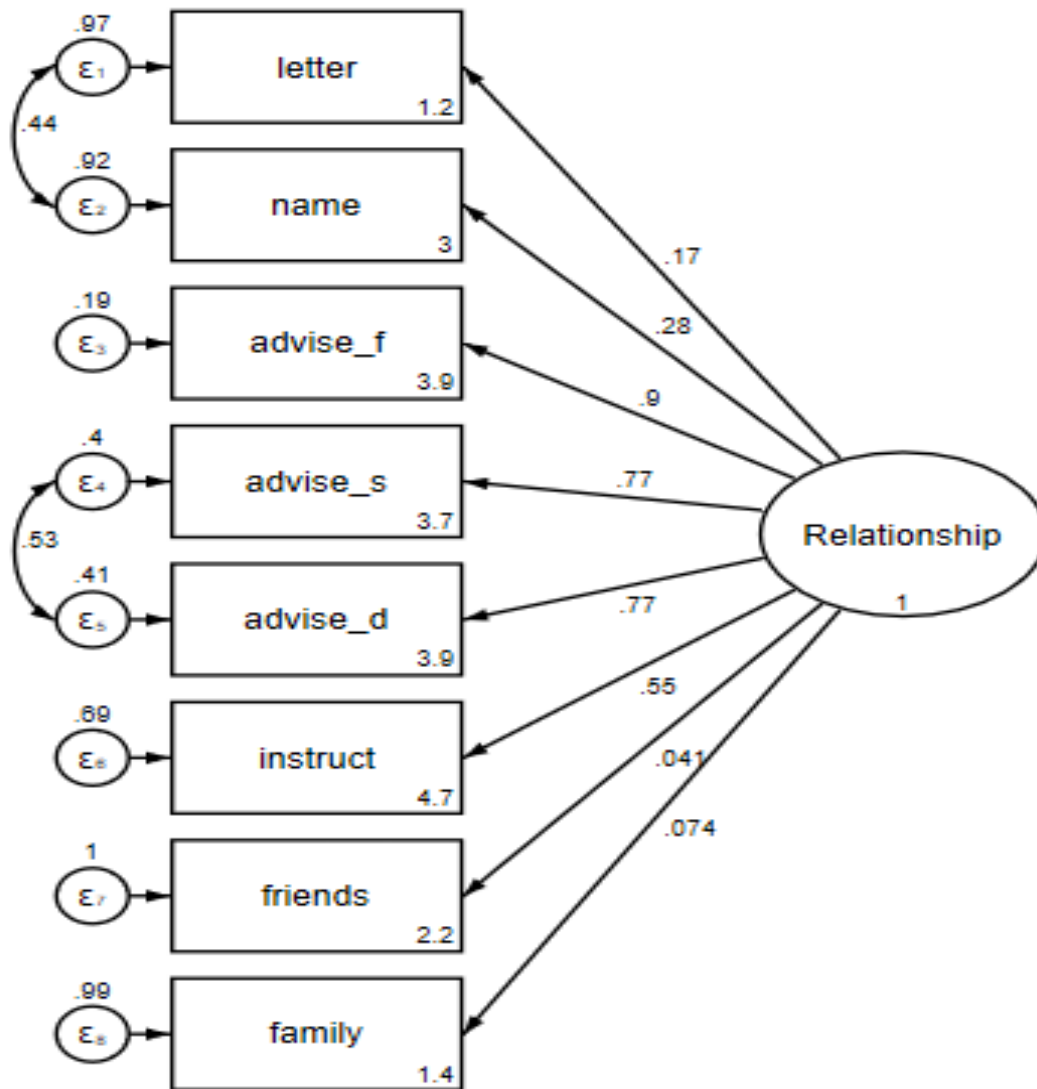 .97
ε₁
letter
1.2
.44
.92
ε₂
name
3
.17
.28
.19
ε₃
advise_f
3.9
.9
.4
ε₄
advise_s
3.7
.77
.53
Relationship
1
.41
ε₅
advise_d
3.9
.77
.69
ε₆
instruct
4.7
.55
.041
.074
1
ε₇
friends
2.2
.99
ε₈
family
1.4